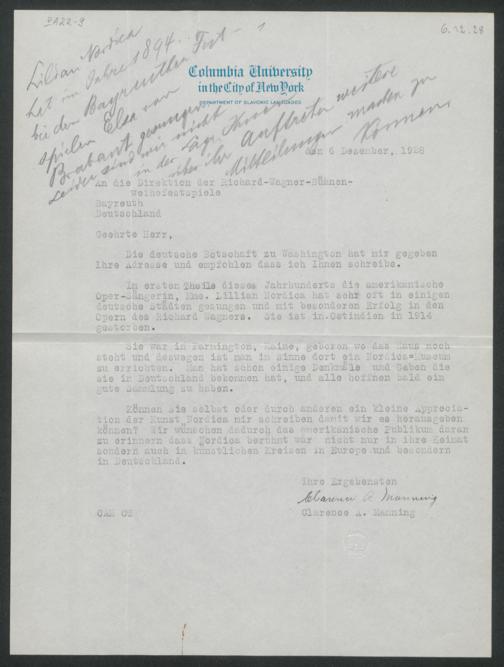 PA22-9
6.12.28
Lilian Nordica
hat im Jahre 1894
bei den Bayreuther Fest-
spielen Elsa von
Brabant gesungen.
Leider sind wir nicht
in der Lage, Ihnen
über ihr Auftreten weitere
Mitteilungen machen zu
können.
Columbia University
in the City of New York
DEPARTMENT OF SLAVONIC LANGUAGES
den 6 Dezember, 1928
An die Direktion der Richard-Wagner-Bühnen-
weihefestspiele
Bayreuth
Deutschland
Geehrte Herr,
Die deutsche Botschaft zu Washington hat mir gegeben
Ihre Adresse und empfohlen dass ich Ihnen schreibe.
In ersten Theile dieses Jahrhunderts die amerikanische
Oper-Sängerin, Mme. Lillian Nordica hat sehr oft in einigen
deutsche Städten gesungen und mit besonderen Erfolg in den
Opern des Richard Wagners. Sie ist in Ostindien in 1914
gestorben.
Sie war in Farmington, Maine, geboren wo das Haus noch
steht und deswegen ist man im Sinne dort ein Nordica-Museum
zu errichten. Man hat schon einige Denkmäle und Gaben die
sie in Deutschland bekommen hat, und alle hoffen bald ein
gute Sammlung zu haben.
Können Sie selbst oder durch anderen ein kleine Apprecia-
tion der Kunst Nordica mir schreiben damit wir es herausgeben
können? Wir wünschen dadurch das amerikanische Publikum daran
zu erinnern dass Nordica berühmt war nicht nur in ihre Heimat
sondern auch in kunstlichen Kreisen in Europe und besonders
in Deutschland.
Ihre Ergebensten
Clarence A. Manning
CAM CS
Clarence A. Manning